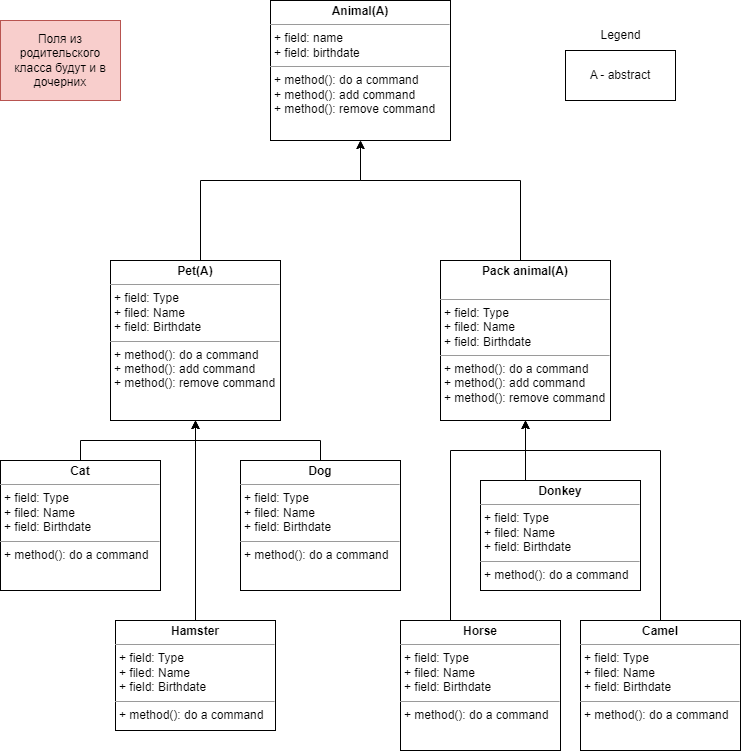 Поля из
родительского
класса будут и в
дочерних
Animal(A)
+ field: name
+ field: birthdate
+ method(): do a command
+ method(): add command
+ method(): remove command
Legend
A - abstract
Pet(A)
+ field: Type
+ filed: Name
+ field: Birthdate
+ method(): do a command
+ method(): add command
+ method(): remove command
Pack animal(A)
+ field: Type
+ filed: Name
+ field: Birthdate
+ method(): do a command
+ method(): add command
+ method(): remove command
Cat
+ field: Type
+ filed: Name
+ field: Birthdate
+ method(): do a command
Dog
+ field: Type
+ filed: Name
+ field: Birthdate
+ method(): do a command
Donkey
+ field: Type
+ filed: Name
+ field: Birthdate
+ method(): do a command
Hamster
+ field: Type
+ filed: Name
+ field: Birthdate
+ method(): do a command
Horse
+ field: Type
+ filed: Name
+ field: Birthdate
+ method(): do a command
Camel
+ field: Type
+ filed: Name
+ field: Birthdate
+ method(): do a command